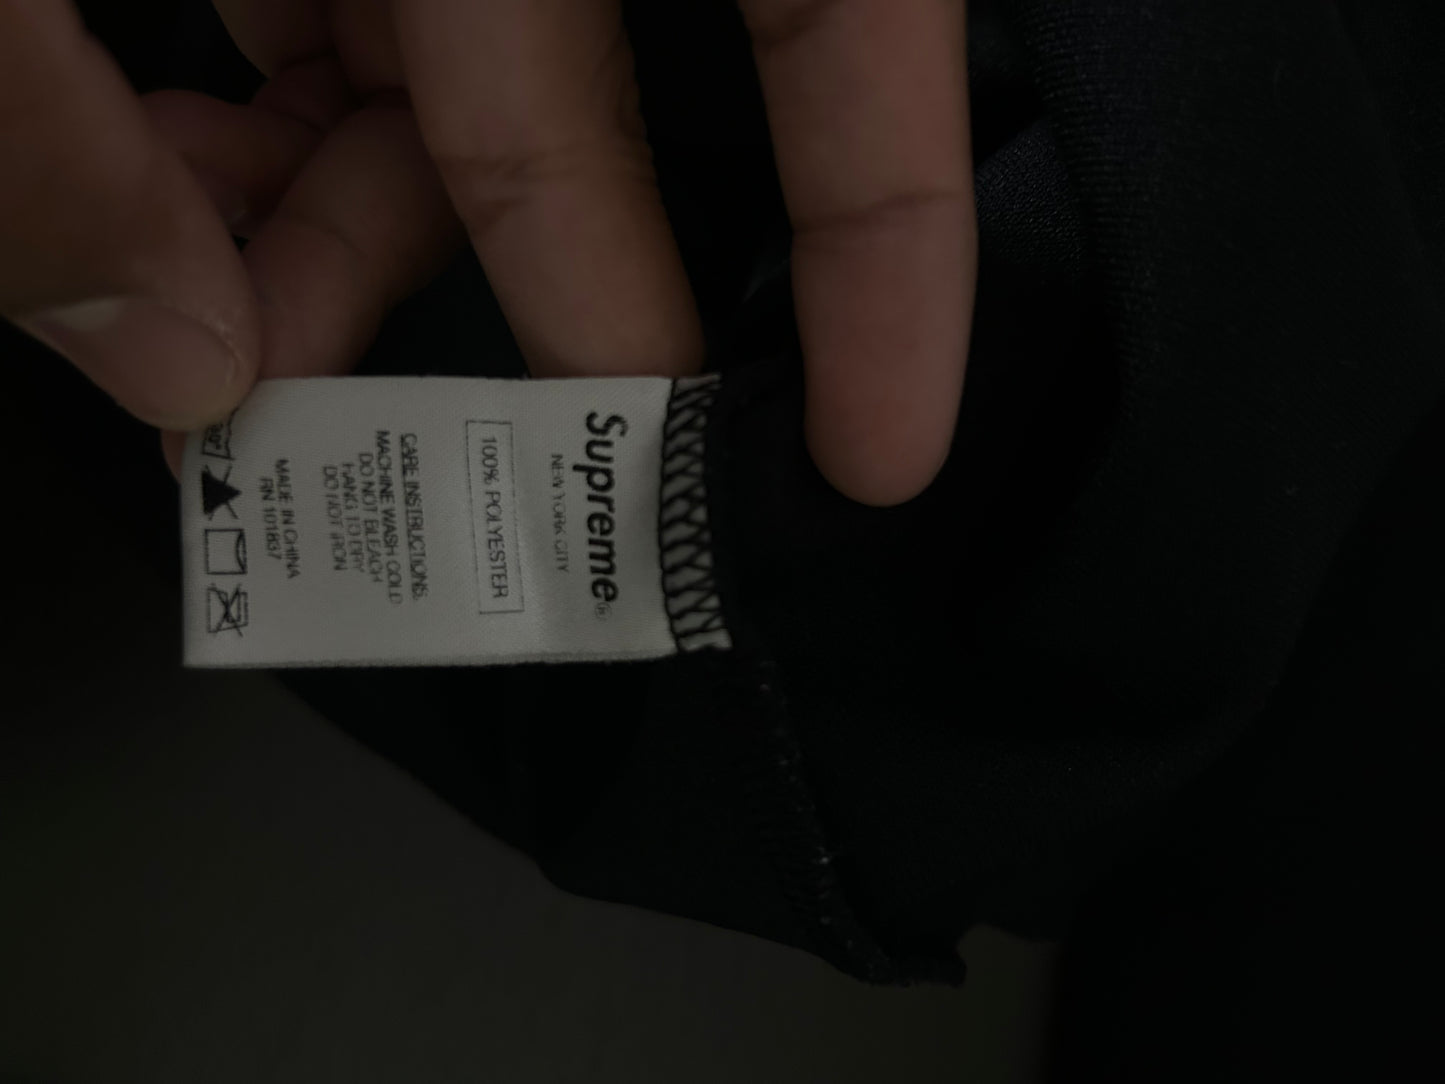 Supreme®
NEW YORK CITY
100% POLYESTER
CARE INSTRUCTIONS:
MACHINE WASH COLD
DO NOT BLEACH
HANG TO DRY
DO NOT IRON
MADE IN CHINA
RN 101837
30°